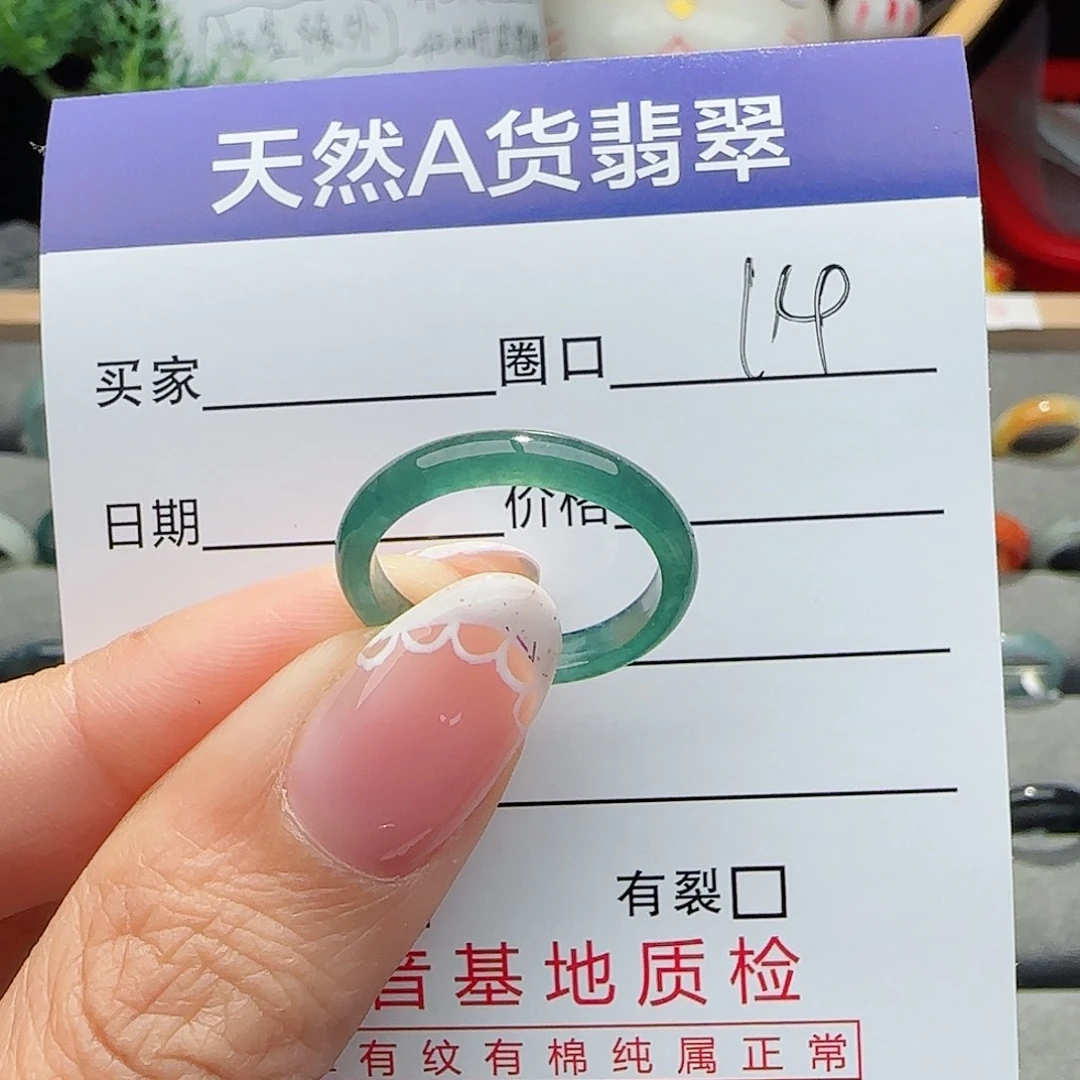 天然A货翡翠
买家 圈口 14
日期 价格
有裂
音基地质检
有纹有棉纯属正常